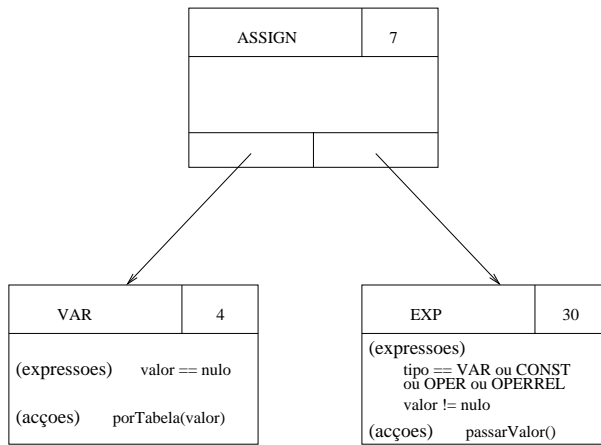 ASSIGN 7
VAR 4
(expressoes) valor == nulo
(acçoes) porTabela(valor)
EXP 30
(expressoes)
tipo == VAR ou CONST
ou OPER ou OPERREL
valor != nulo
(acções) passarValor()